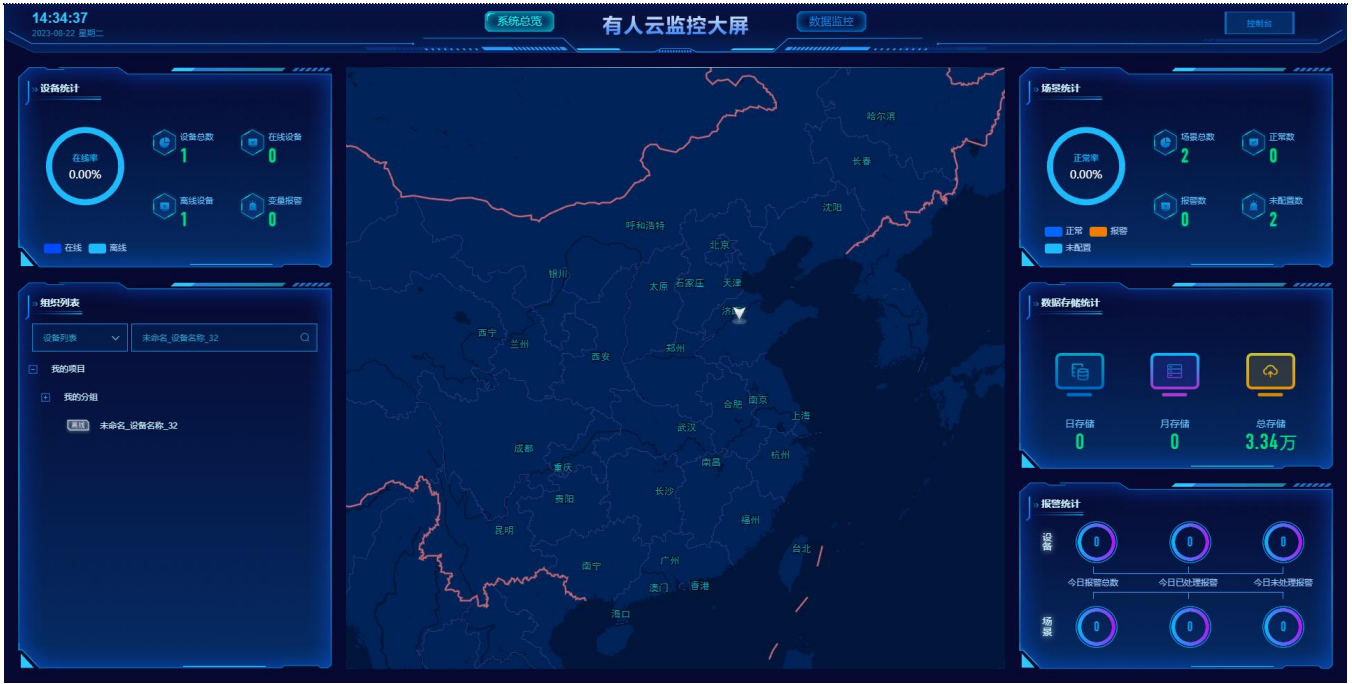 14:34:37
2023-08-22 星期二
系统总览
有人云监控大屏
数据监控
控制台
设备统计
在线率
0.00%
设备总数
1
在线设备
0
离线设备
1
变量报警
0
在线 离线
组织列表
设备列表
未命名_设备名称_32
我的项目
我的分组
离线 未命名_设备名称_32
哈尔滨
长春
沈阳
呼和浩特
北京
银川
太原 石家庄 天津
济南
西宁
兰州
西安
郑州
合肥 南京
上海
武汉
成都
重庆
南昌
杭州
长沙
贵阳
福州
昆明
台北
广州
南宁
澳门 香港
海口
场景统计
正常率
0.00%
场景总数
2
正常数
0
报警数
0
未配置数
2
正常 报警
未配置
数据存储统计
日存储
0
月存储
0
总存储
3.34万
报警统计
设备
0
0
0
今日报警总数
今日已处理报警
今日未处理报警
场景
0
0
0